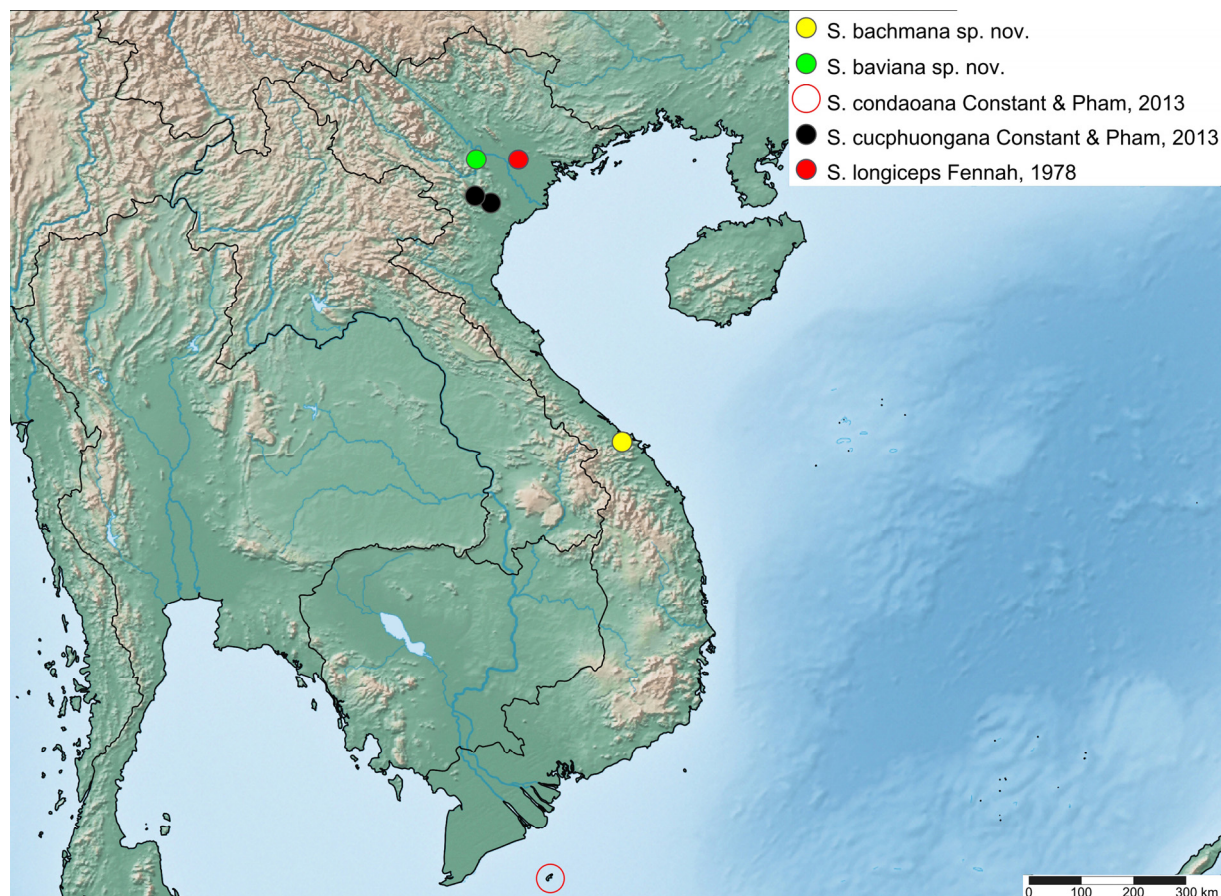 S. bachmana sp. nov.
S. baviana sp. nov.
S. condaoana Constant & Pham, 2013
S. cucphuongana Constant & Pham, 2013
S. longiceps Fennah, 1978
0 100 200 300 km